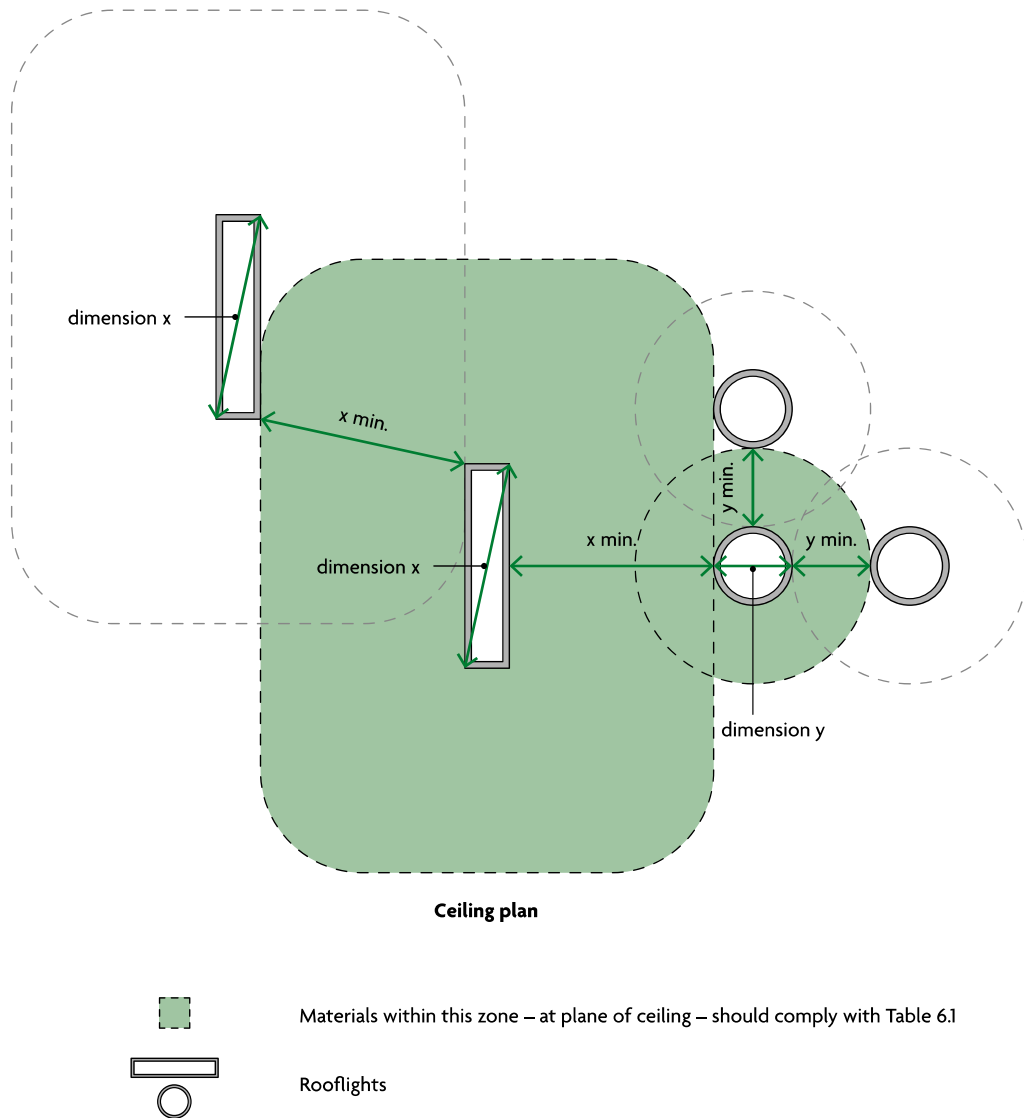 dimension x
x min.
y min.
x min.
y min.
dimension x
dimension y
Ceiling plan
Materials within this zone – at plane of ceiling – should comply with Table 6.1
Rooflights